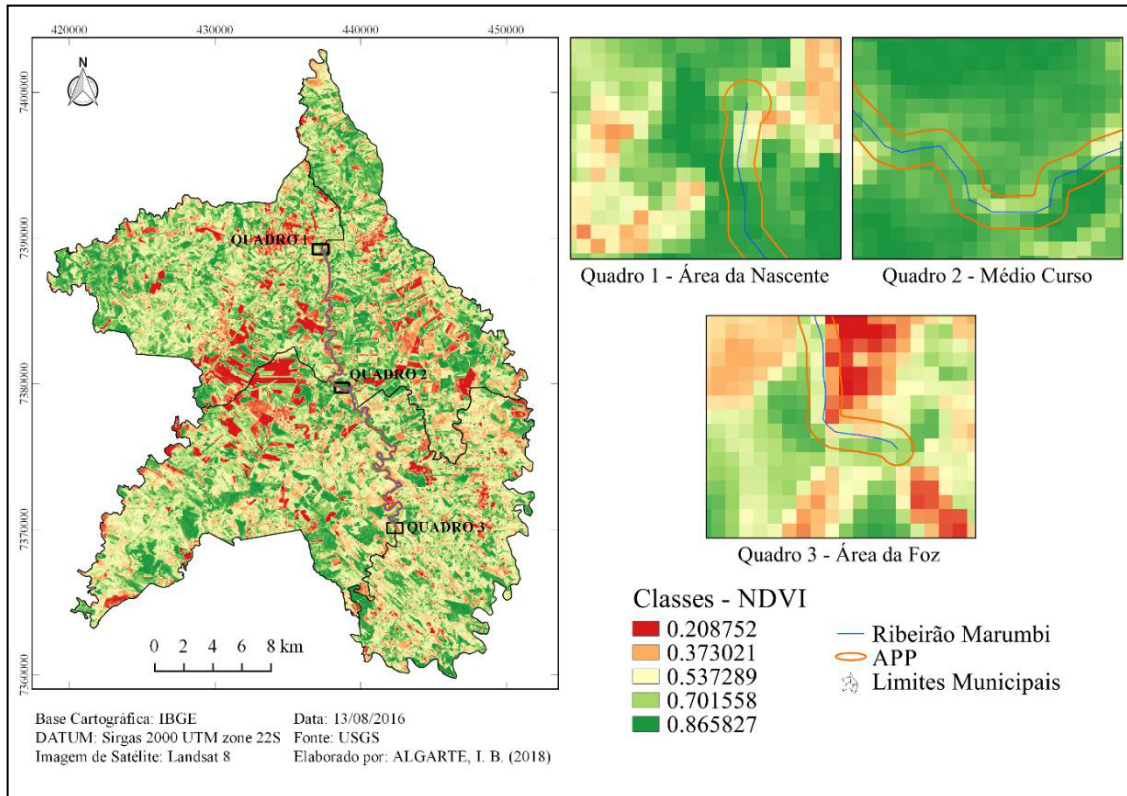 420000
430000
440000
450000
N
7400000
7390000
7380000
7370000
7360000
QUADRO 1
QUADRO 2
QUADRO 3
0 2 4 6 8 km
Quadro 1 - Área da Nascente
Quadro 2 - Médio Curso
Quadro 3 - Área da Foz
Classes - NDVI
0.208752
0.373021
0.537289
0.701558
0.865827
Ribeirão Marumbi
APP
Limites Municipais
Base Cartográfica: IBGE
DATUM: Sirgas 2000 UTM zone 22S
Imagem de Satélite: Landsat 8
Data: 13/08/2016
Fonte: USGS
Elaborado por: ALGARTE, I. B. (2018)